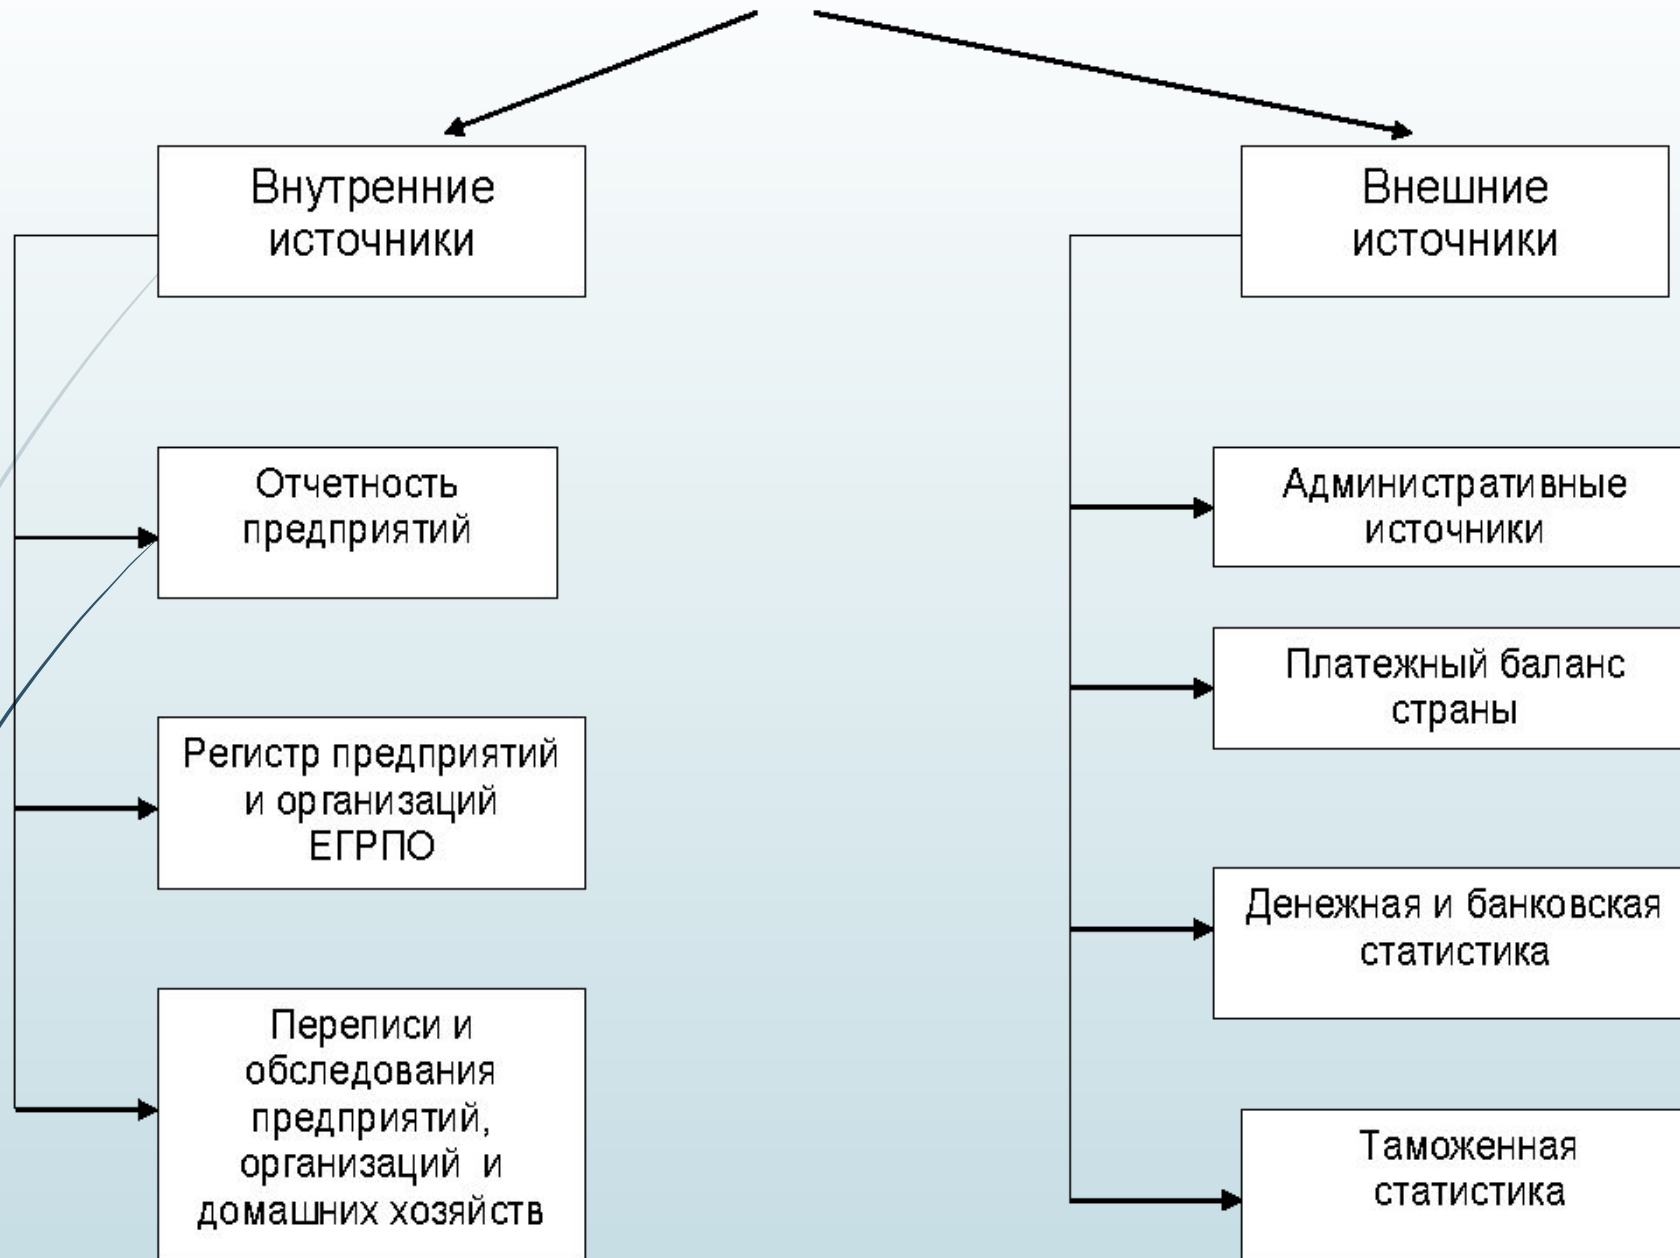 Внутренние
источники
Отчетность
предприятий
Регистр предприятий
и организаций
ЕГРПО
Переписи и
обследования
предприятий,
организаций и
домашних хозяйств
Внешние
источники
Административные
источники
Платежный баланс
страны
Денежная и банковская
статистика
Таможенная
статистика